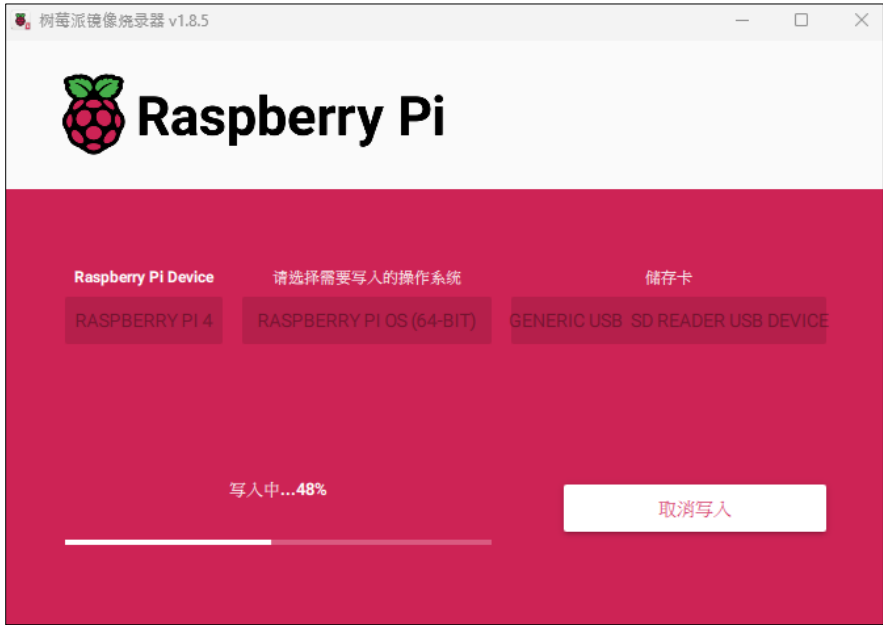 树莓派镜像烧录器 v1.8.5
Raspberry Pi
Raspberry Pi Device
请选择需要写入的操作系统
储存卡
RASPBERRY PI 4
RASPBERRY PI OS (64-BIT)
GENERIC USB SD READER USB DEVICE
写入中...48%
取消写入